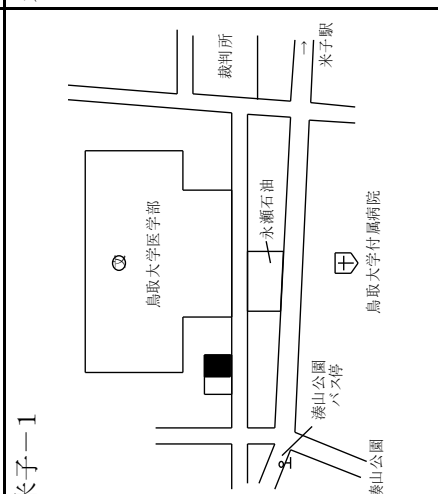 米子－1
裁判所
→
米子駅
鳥取大学医学部
文
永瀬石油
鳥取大学付属病院
湊山公園
バス停
湊山公園